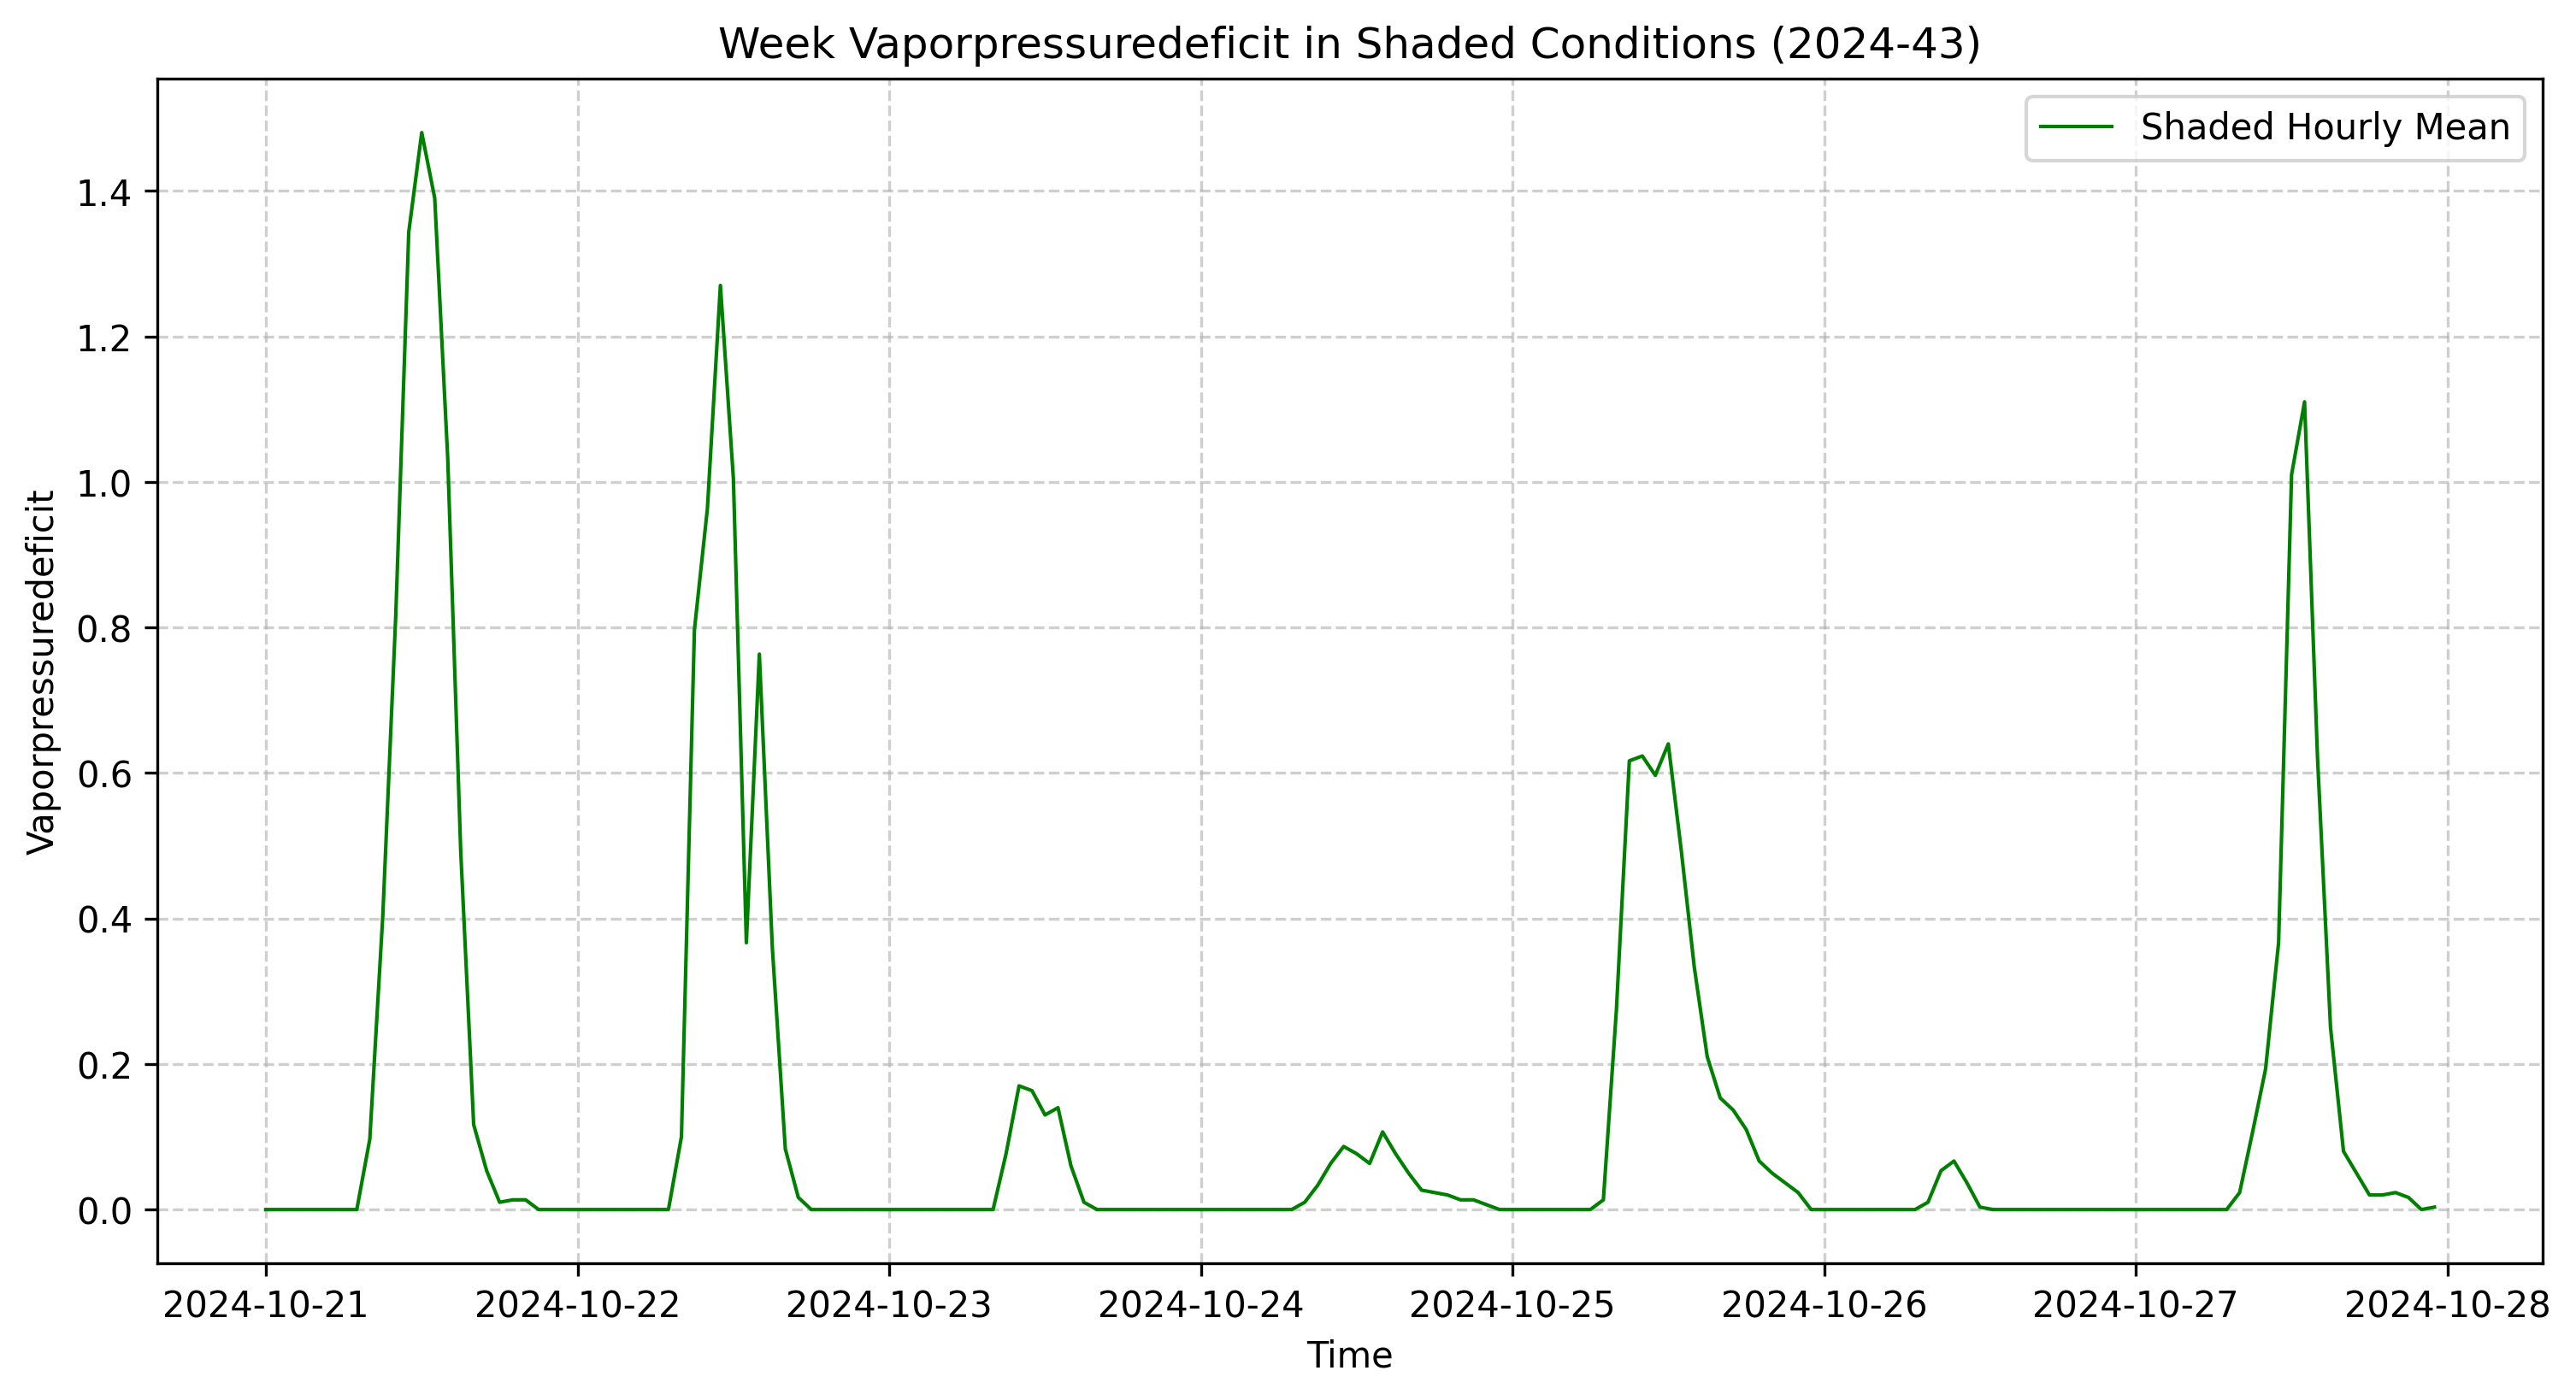 Week Vaporpressuredeficit in Shaded Conditions (2024-43)
Shaded Hourly Mean
Vaporpressuredeficit
1.4
1.2
1.0
0.8
0.6
0.4
0.2
0.0
2024-10-21 2024-10-22 2024-10-23 2024-10-24 2024-10-25 2024-10-26 2024-10-27 2024-10-28
Time